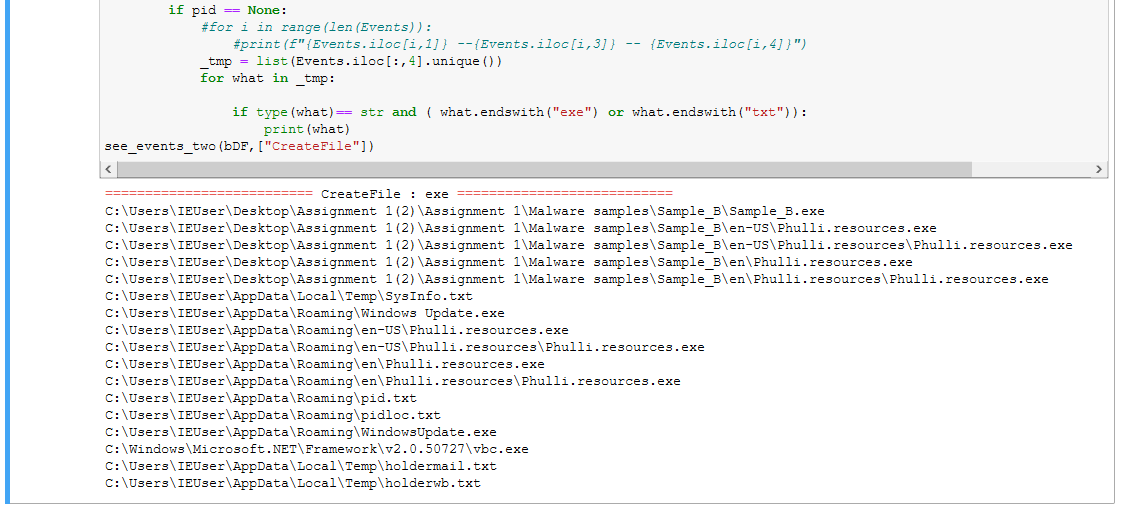 if pid == None:
#for i in range(len(Events)):
#print(f"{Events.iloc[i,1]} --{Events.iloc[i,3]} -- {Events.iloc[i,4]}")
_tmp = list(Events.iloc[:,4].unique())
for what in _tmp:
if type(what)== str and ( what.endswith("exe") or what.endswith("txt")):
print(what)
see_events_two(bDF,["CreateFile"])
========================== CreateFile : exe ===========================
C:\Users\IEUser\Desktop\Assignment 1(2)\Assignment 1\Malware samples\Sample_B\Sample_B.exe
C:\Users\IEUser\Desktop\Assignment 1(2)\Assignment 1\Malware samples\Sample_B\en-US\Phulli.resources.exe
C:\Users\IEUser\Desktop\Assignment 1(2)\Assignment 1\Malware samples\Sample_B\en-US\Phulli.resources\Phulli.resources.exe
C:\Users\IEUser\Desktop\Assignment 1(2)\Assignment 1\Malware samples\Sample_B\en\Phulli.resources.exe
C:\Users\IEUser\Desktop\Assignment 1(2)\Assignment 1\Malware samples\Sample_B\en\Phulli.resources\Phulli.resources.exe
C:\Users\IEUser\AppData\Local\Temp\SysInfo.txt
C:\Users\IEUser\AppData\Roaming\Windows Update.exe
C:\Users\IEUser\AppData\Roaming\en-US\Phulli.resources.exe
C:\Users\IEUser\AppData\Roaming\en-US\Phulli.resources\Phulli.resources.exe
C:\Users\IEUser\AppData\Roaming\en\Phulli.resources.exe
C:\Users\IEUser\AppData\Roaming\en\Phulli.resources\Phulli.resources.exe
C:\Users\IEUser\AppData\Roaming\pid.txt
C:\Users\IEUser\AppData\Roaming\pidloc.txt
C:\Users\IEUser\AppData\Roaming\WindowsUpdate.exe
C:\Windows\Microsoft.NET\Framework\v2.0.50727\vbc.exe
C:\Users\IEUser\AppData\Local\Temp\holdermail.txt
C:\Users\IEUser\AppData\Local\Temp\holderwb.txt